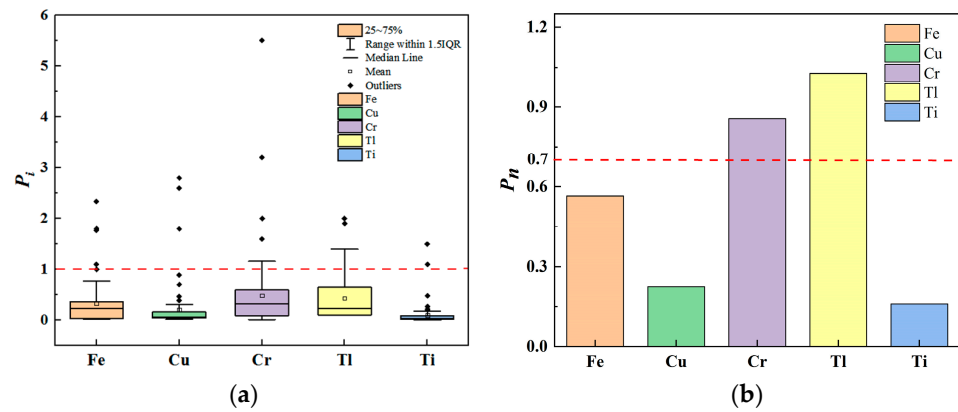 6
5
4
3
2
1
0
P_i
25~75%
Range within 1.5IQR
Median Line
Mean
Outliers
Fe
Cu
Cr
Tl
Ti
Fe
Cu
Cr
Tl
Ti
(a)
1.2
0.9
0.7
0.6
0.3
0.0
P_n
Fe
Cu
Cr
Tl
Ti
Fe
Cu
Cr
Tl
Ti
(b)